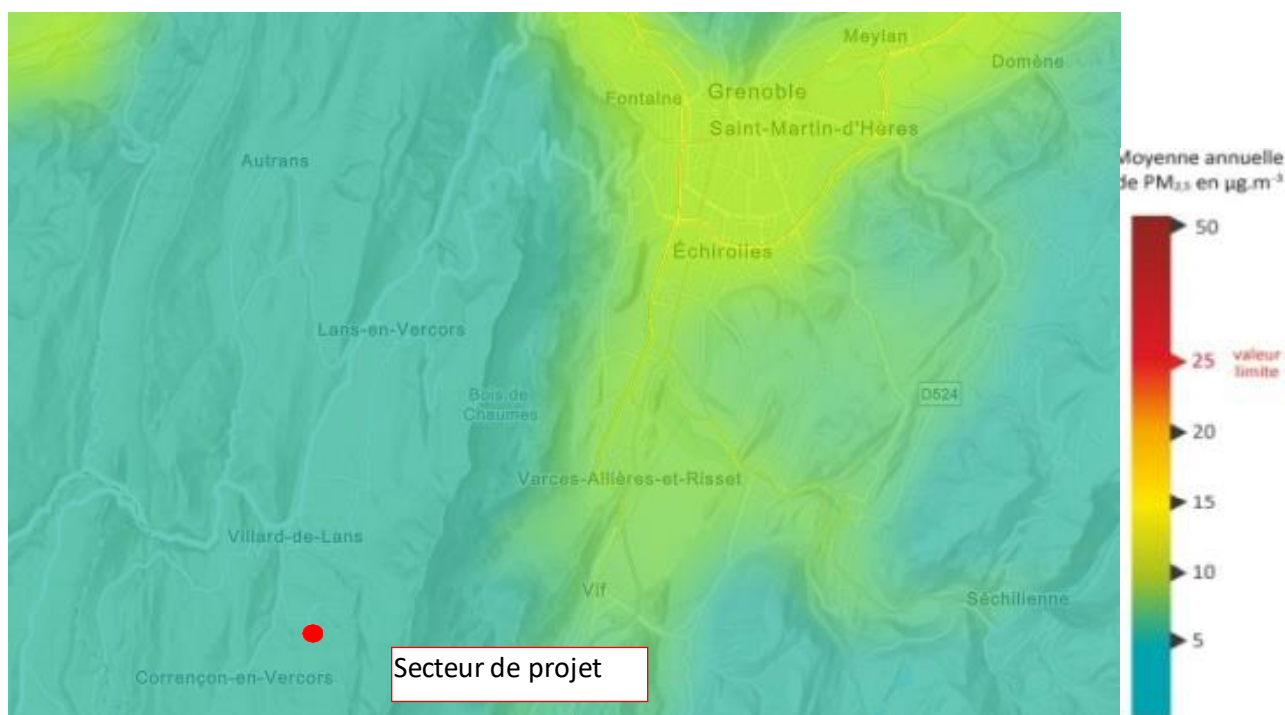 Meylan
Domène
Fontaine
Grenoble
Saint-Martin-d'Hères
Autrans
Échirolles
Lans-en-Vercors
Bois de
Chaumes
D524
Varces-Allières-et-Risset
Villard-de-Lans
Vif
Séchilienne
Corrençon-en-Vercors
Secteur de projet
Moyenne annuelle
de PM2,5 en µg.m-3
50
25 valeur
limite
20
15
10
5